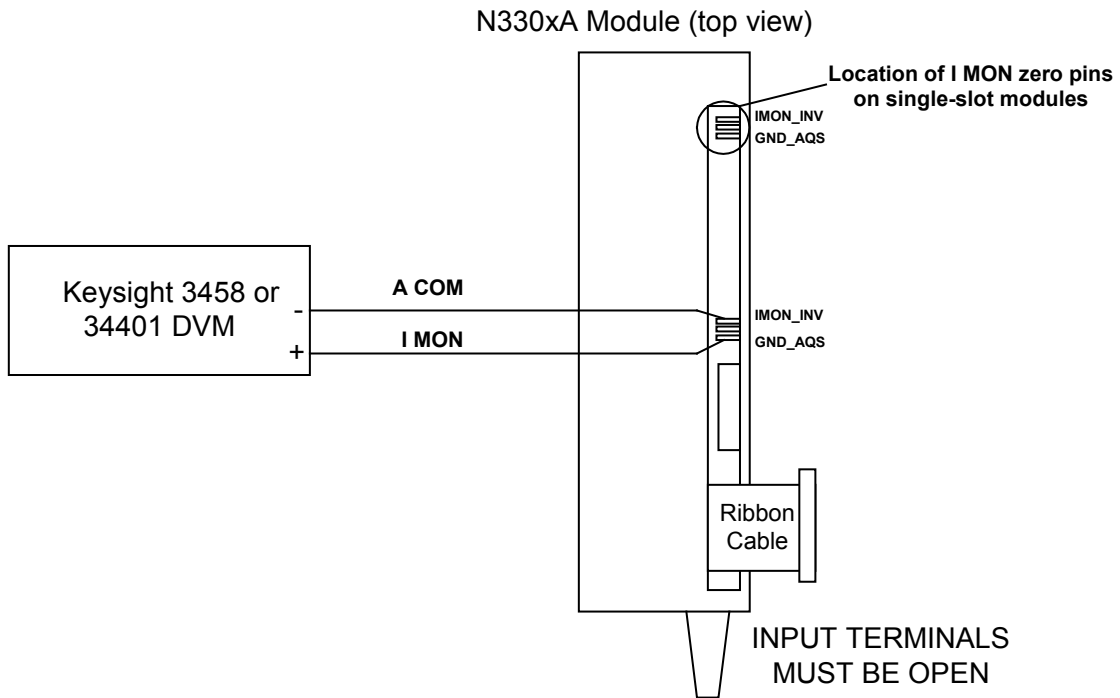 N330xA Module (top view)
Location of I MON zero pins
on single-slot modules
IMON_INV
GND_AQS
Keysight 3458 or
34401 DVM
-
+
A COM
I MON
IMON_INV
GND_AQS
Ribbon
Cable
INPUT TERMINALS
MUST BE OPEN